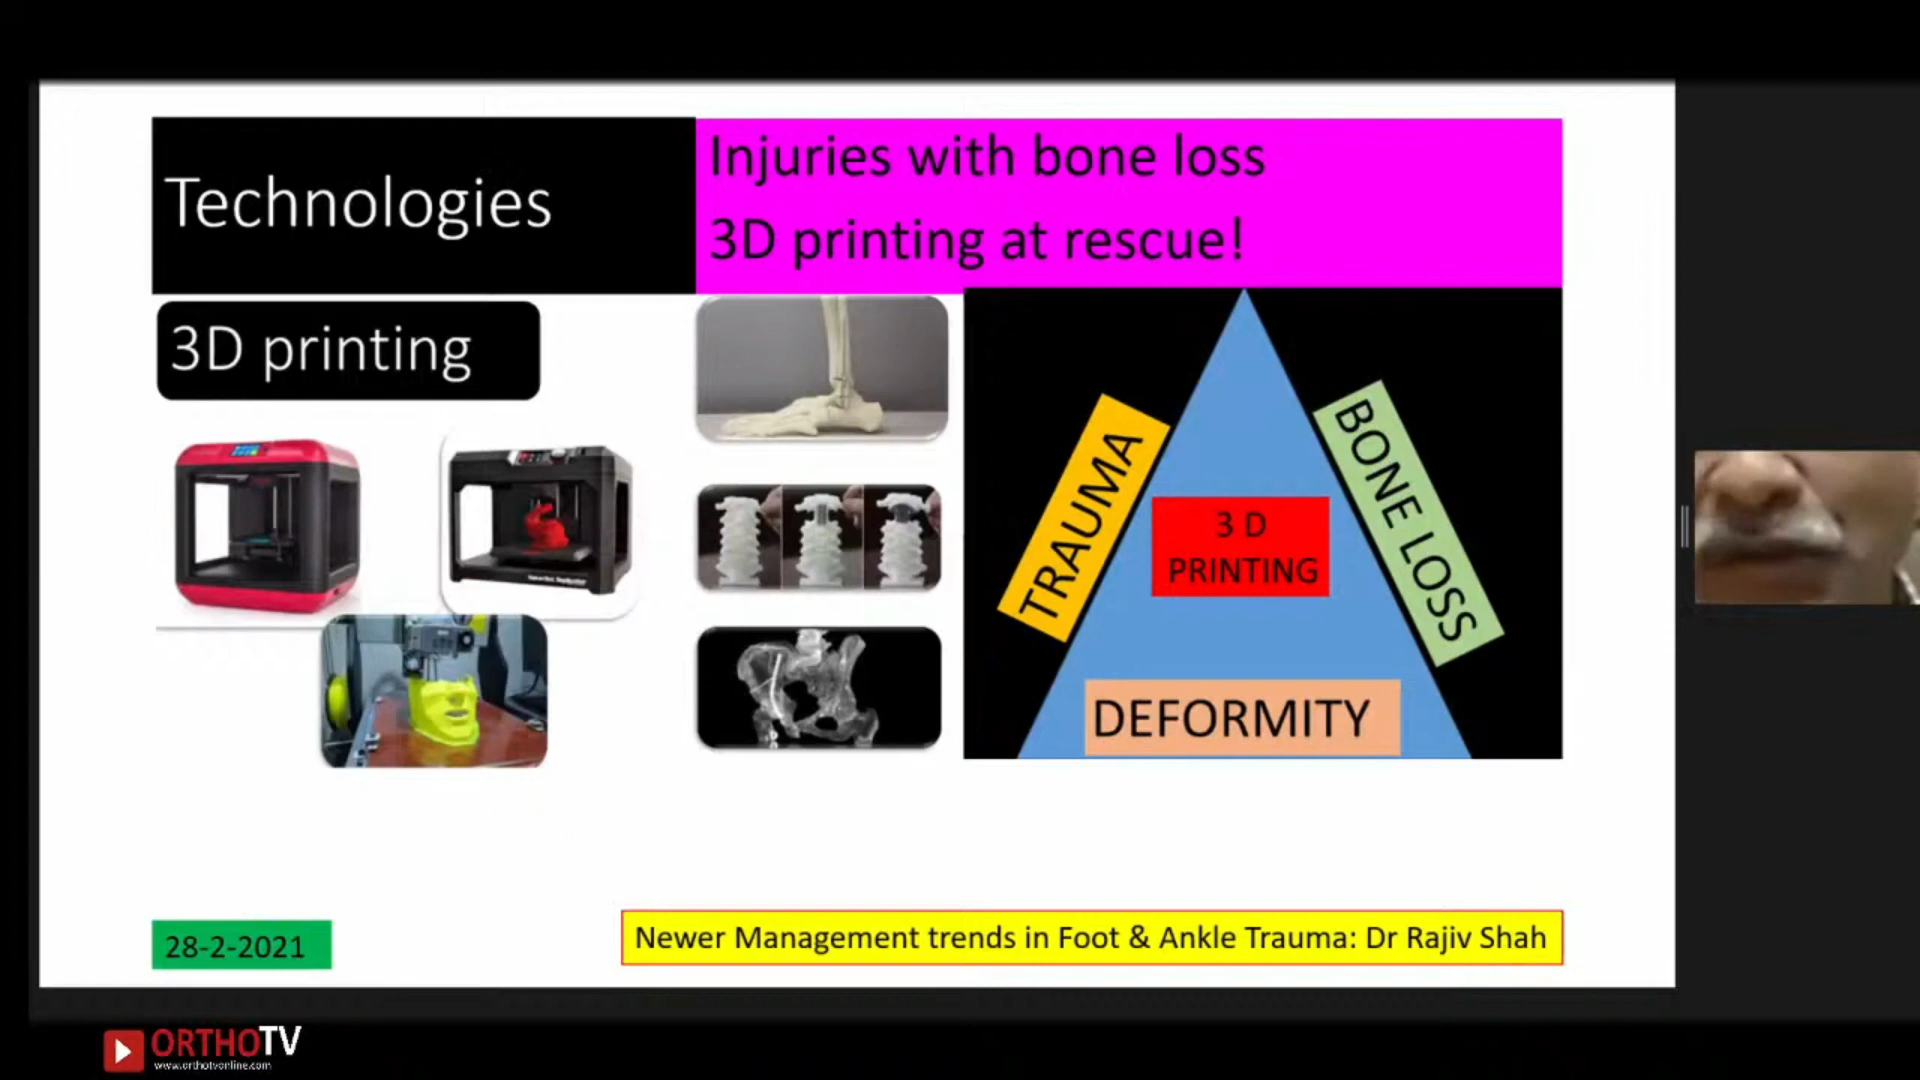 Technologies
Injuries with bone loss
3D printing at rescue!
3D printing
TRAUMA
BONE LOSS
3 D
PRINTING
DEFORMITY
28-2-2021
Newer Management trends in Foot & Ankle Trauma: Dr Rajiv Shah
ORTHOTV
www.orthotvonline.com